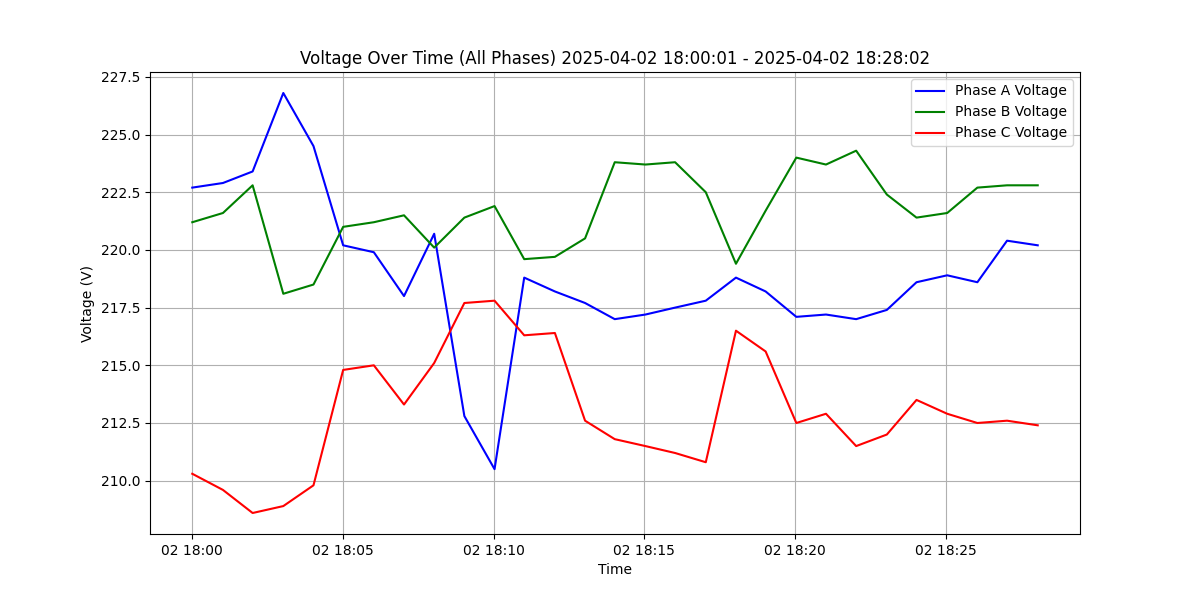 Voltage Over Time (All Phases) 2025-04-02 18:00:01 - 2025-04-02 18:28:02
227.5
225.0
222.5
220.0
217.5
215.0
212.5
210.0
Voltage (V)
Phase A Voltage
Phase B Voltage
Phase C Voltage
02 18:00
02 18:05
02 18:10
02 18:15
02 18:20
02 18:25
Time